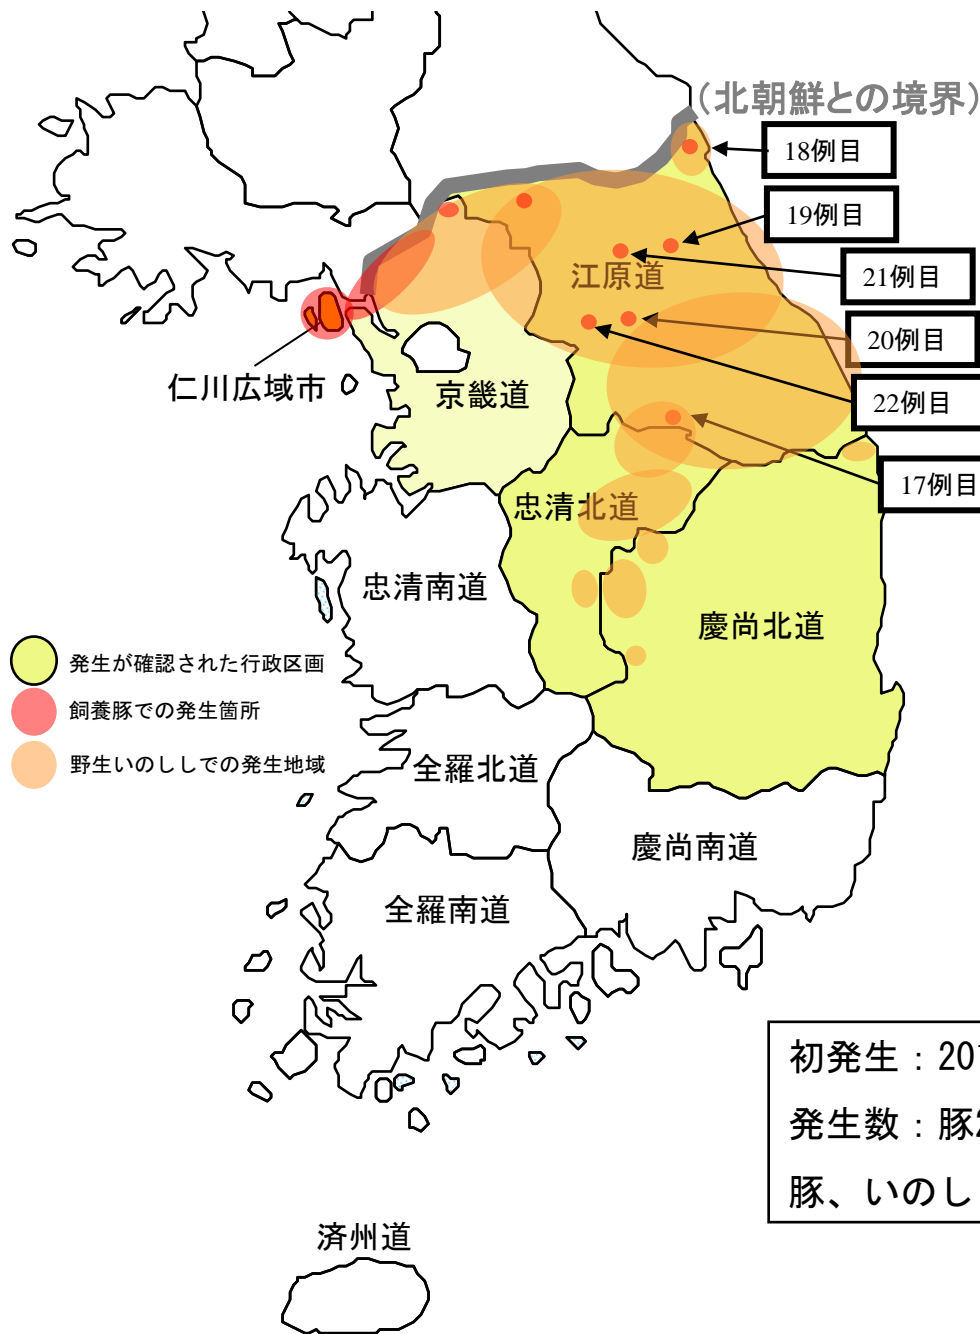 (北朝鮮との境界)
18例目
19例目
江原道
21例目
20例目
仁川広域市
京畿道
22例目
17例目
忠清北道
忠清南道
慶尚北道
発生が確認された行政区画
飼養豚での発生箇所
野生いのししでの発生地域
全羅北道
慶尚南道
全羅南道
初発生：20
発生数：豚2
豚、いのし
済州道